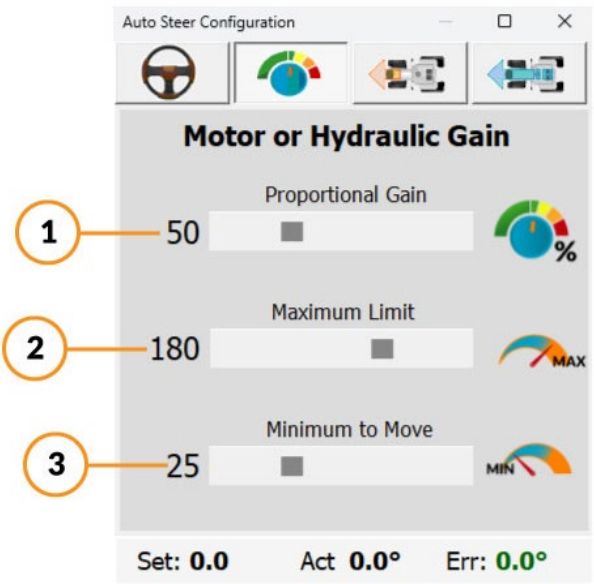 Auto Steer Configuration
Motor or Hydraulic Gain
Proportional Gain
1 50 %
Maximum Limit
2 180 MAX
Minimum to Move
3 25 MIN
Set: 0.0 Act 0.0° Err: 0.0°